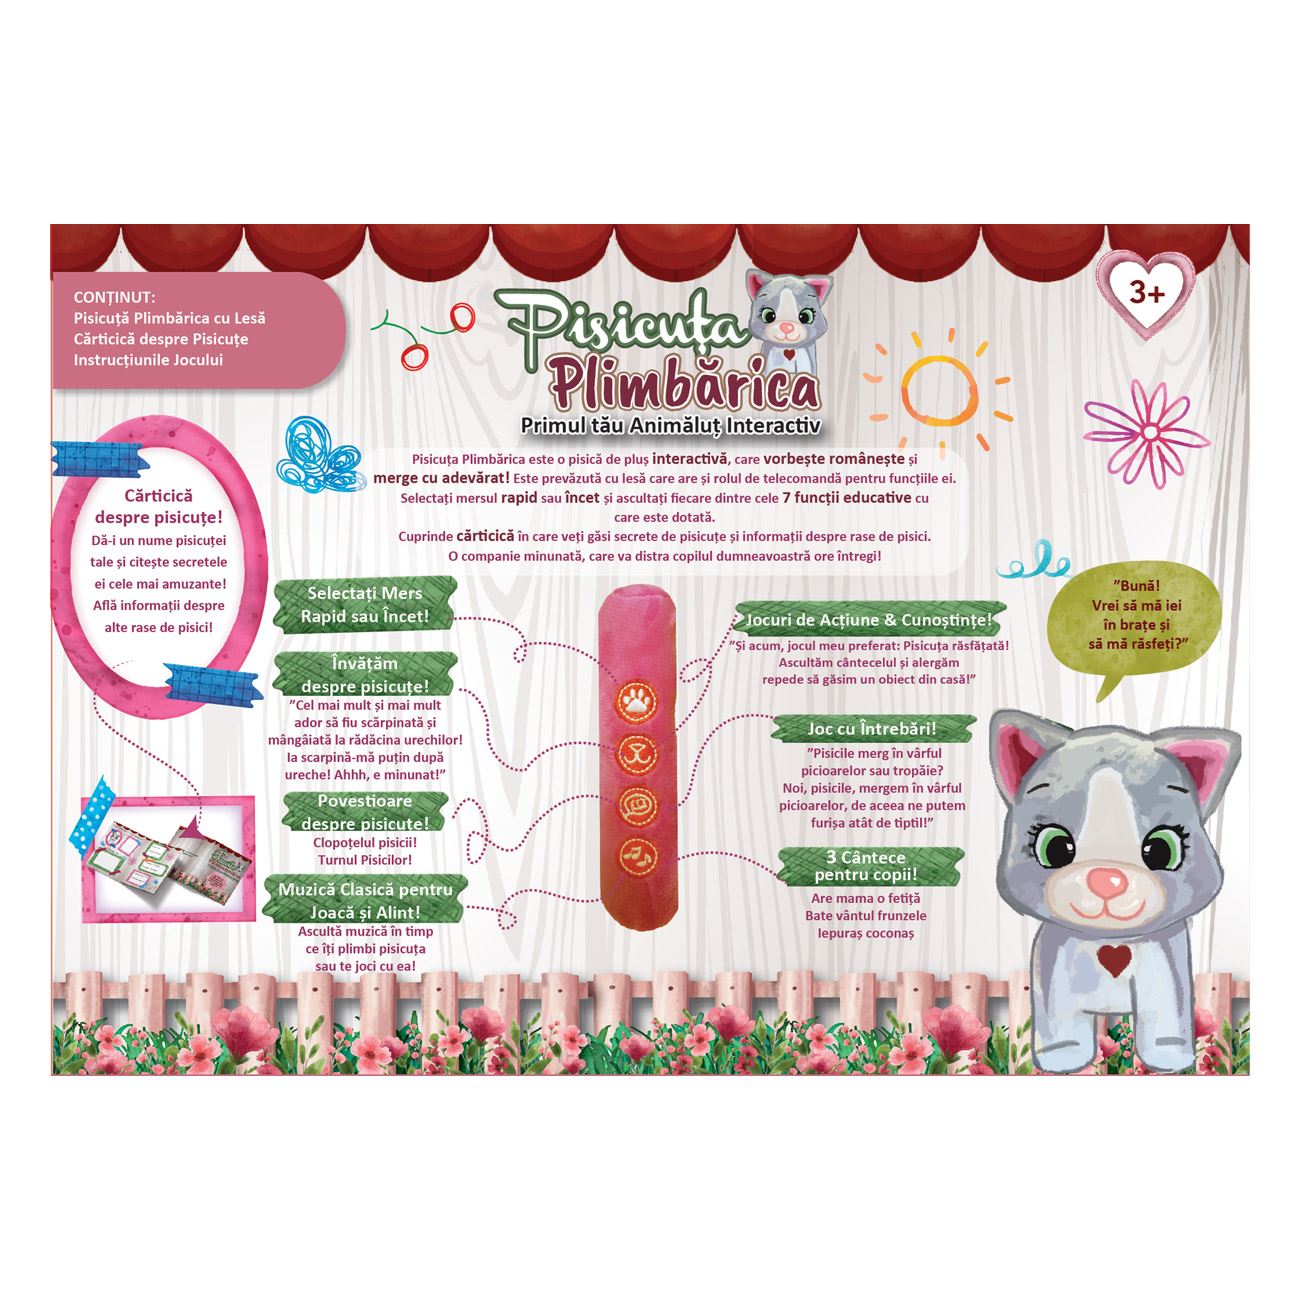 CONȚINUT:
Pisicuță Plimbărica cu Lesă
Cărticică despre Pisicuțe
Instrucțiunile Jocului
Pisicuța
Plimbărica
Primul tău Animăluț Interactiv
3+
Pisicuța Plimbărica este o pisică de pluș interactivă, care vorbește românește și
merge cu adevărat! Este prevăzută cu lesă care are și rolul de telecomandă pentru funcțiile ei.
Selectați mersul rapid sau încet și ascultați fiecare dintre cele 7 funcții educative cu
care este dotată.
Cuprinde cărticică în care veți găsi secrete de pisicuțe și informații despre rase de pisici.
O companie minunată, care va distra copilul dumneavoastră ore întregi!
Cărticică
despre pisicuțe!
Dă-i un nume pisicuței
tale și citește secretele
ei cele mai amuzante!
Află informații despre
alte rase de pisici!
Selectați Mers
Rapid sau Încet!
Învățăm
despre pisicuțe!
”Cel mai mult și mai mult
ador să fiu scărpinată și
mângâiată la rădăcina urechilor!
Ia scarpină-mă puțin după
ureche! Ahhh, e minunat!”
Povestioare
despre pisicuțe!
Clopoțelul pisicii!
Turnul Pisicilor!
Muzică Clasică pentru
Joacă și Alint!
Ascultă muzică în timp
ce îți plimbi pisicuța
sau te joci cu ea!
Jocuri de Acțiune & Cunoștințe!
”Și acum, jocul meu preferat: Pisicuța răsfățată!
Ascultăm cântecelul și alergăm
repede să găsim un obiect din casă!”
Joc cu Întrebări!
”Pisicile merg în vârful
picioarelor sau tropăie?
Noi, pisicile, mergem în vârful
picioarelor, de aceea ne putem
furișa atât de tiptil!”
3 Cântece
pentru copii!
Are mama o fetiță
Bate vântul frunzele
Iepuraș coconaș
”Bună!
Vrei să mă iei
în brațe și
să mă răsfeți?”